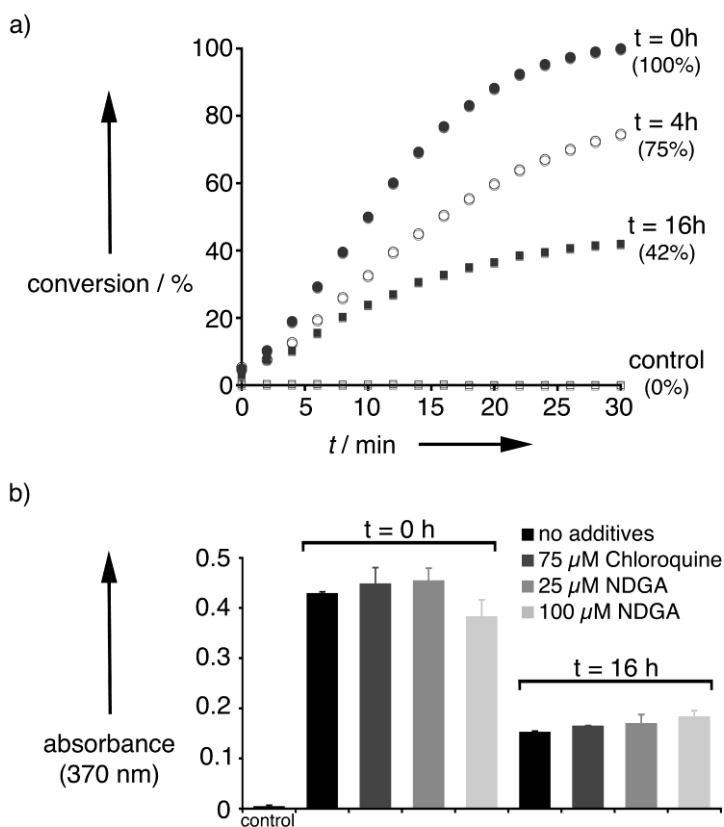 a)
100
80
60
40
20
0
conversion / %
t = 0h
(100%)
t = 4h
(75%)
t = 16h
(42%)
control
(0%)
0 5 10 15 20 25 30
t / min
b)
t = 0 h
no additives
75 µM Chloroquine
25 µM NDGA
100 µM NDGA
t = 16 h
0.5
0.4
0.3
0.2
0.1
0
absorbance
(370 nm)
control